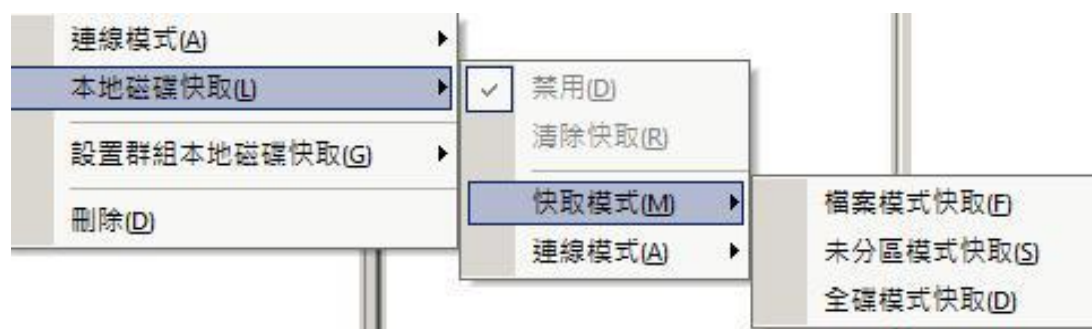 連線模式(A)
本地磁碟快取(L)
設置群組本地磁碟快取(G)
刪除(D)
禁用(D)
清除快取(R)
快取模式(M)
連線模式(A)
檔案模式快取(F)
未分區模式快取(S)
全碟模式快取(D)